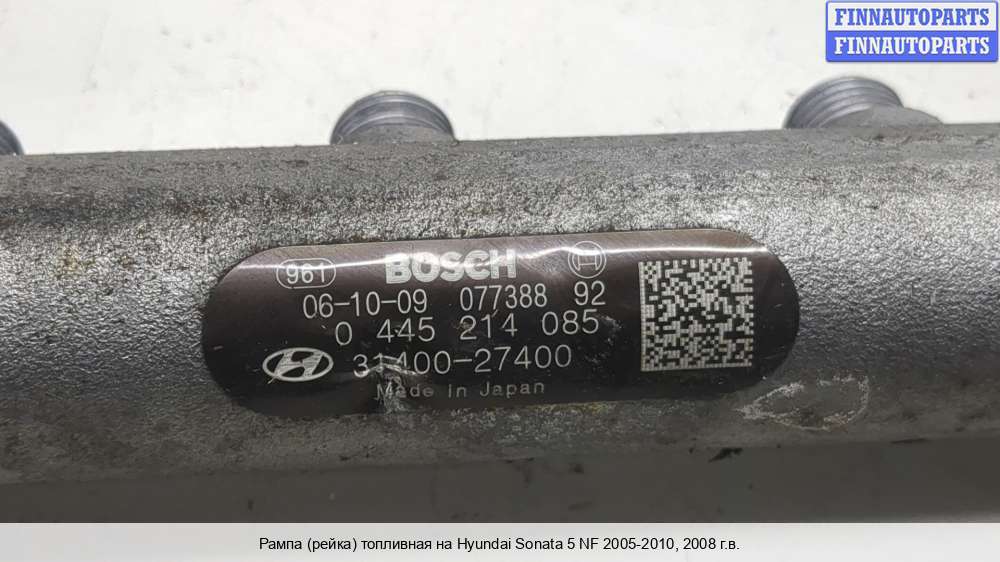 FINNAUTOPARTS
FINNAUTOPARTS
961 BOSCH
06-10-09 077388 92
0 445 214 085
31400-27400
Made in Japan
Рампа (рейка) топливная на Hyundai Sonata 5 NF 2005-2010, 2008 г.в.